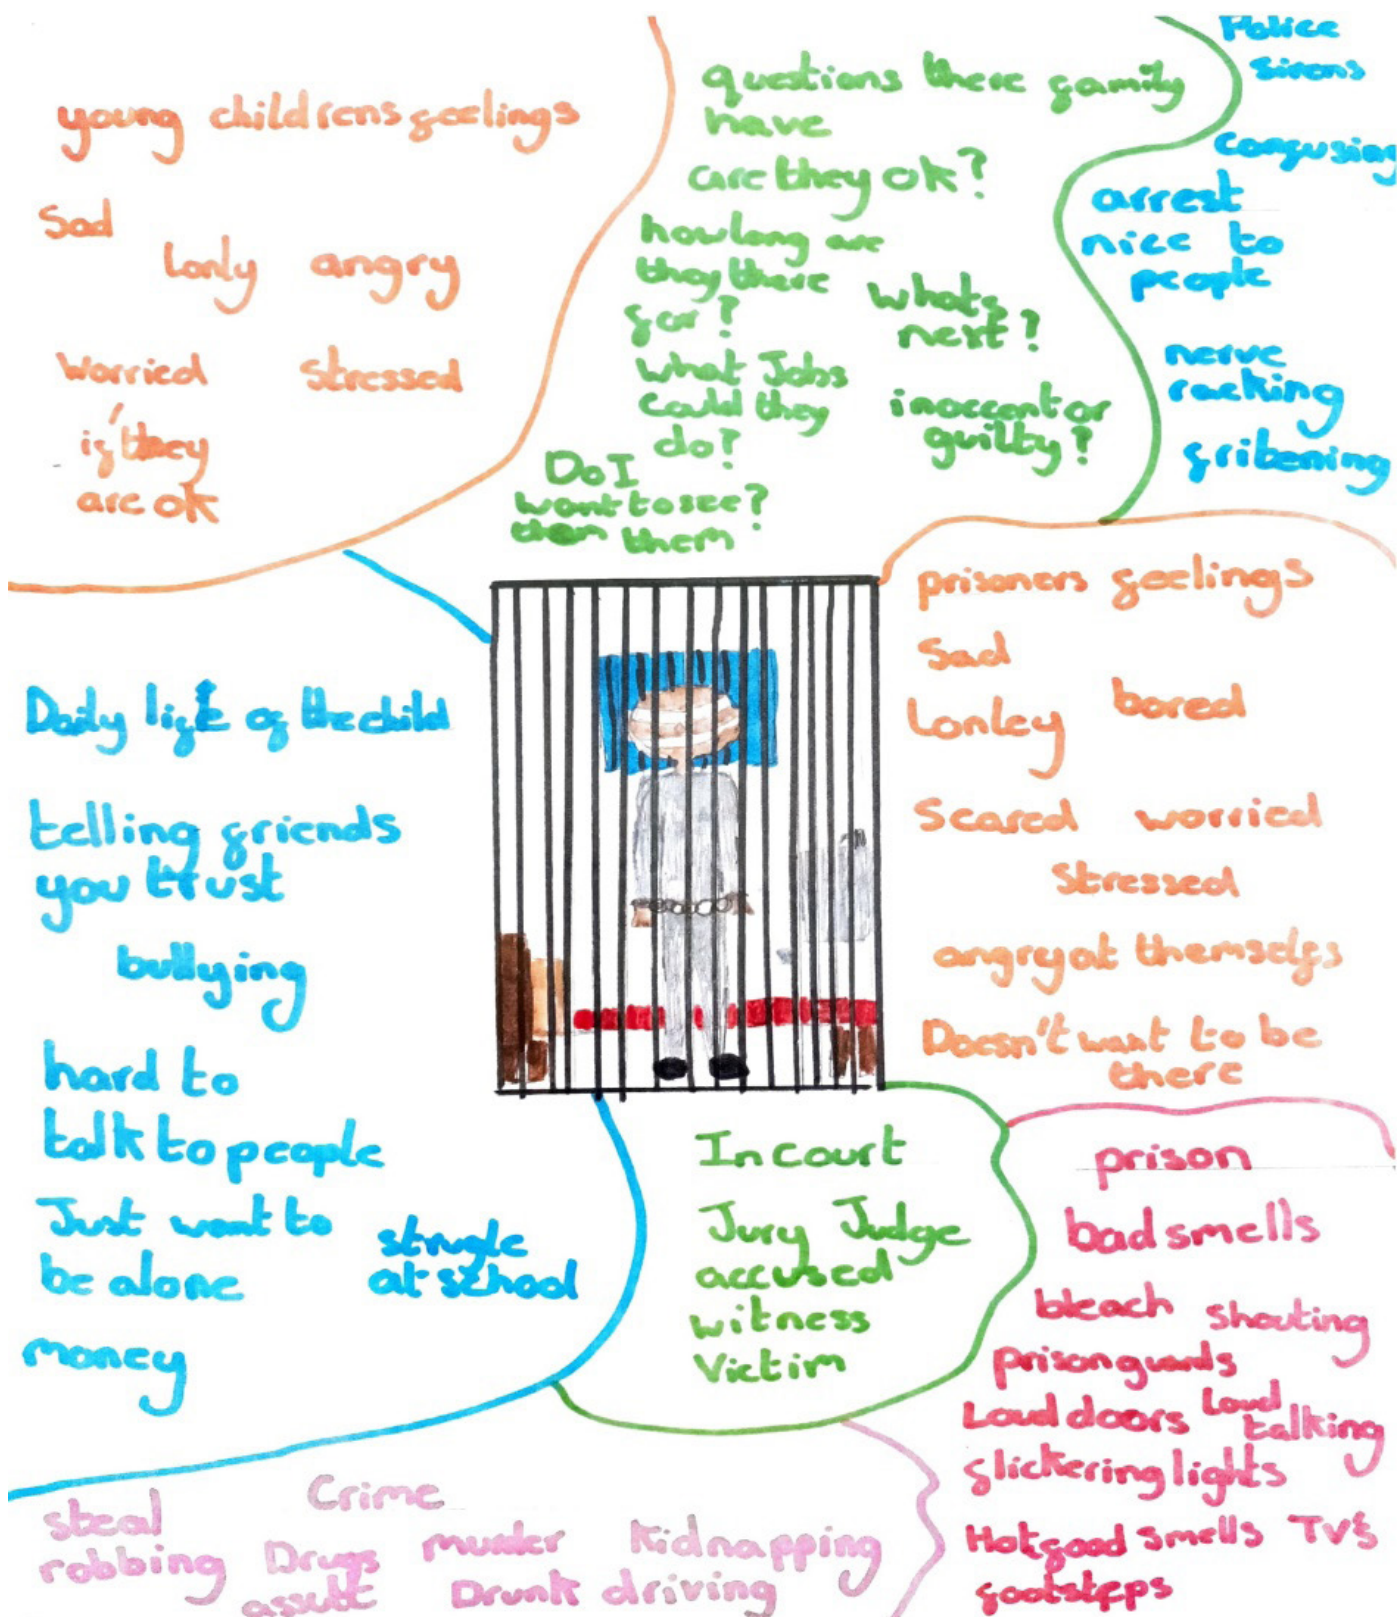 young childrens feelings
Sad
lonly angry
worried stressed
if they
are ok
questions there family
have
are they ok?
how long are
they there
for?
whats
next?
what Jobs
could they
do?
inoccent or
guilty?
Do I
want to see?
them them
Police
sirens
confusing
arrest
nice to
people
nerve
racking
fritening
prisoners feelings
Sad
Lonley bored
Scared worried
stressed
angry at themselfs
Doesn't want to be
there
Daily life of the child
telling friends
you trust
bullying
hard to
talk to people
Just want to
be alone
strugle
at school
money
In court
Jury Judge
accused
witness
Victim
prison
bad smells
bleach shouting
prison guards
Loud doors Loud
talking
flickering lights
Hot food smells TVs
footsteps
Crime
steal
robbing Drugs murder Kidnapping
assult Drunk driving